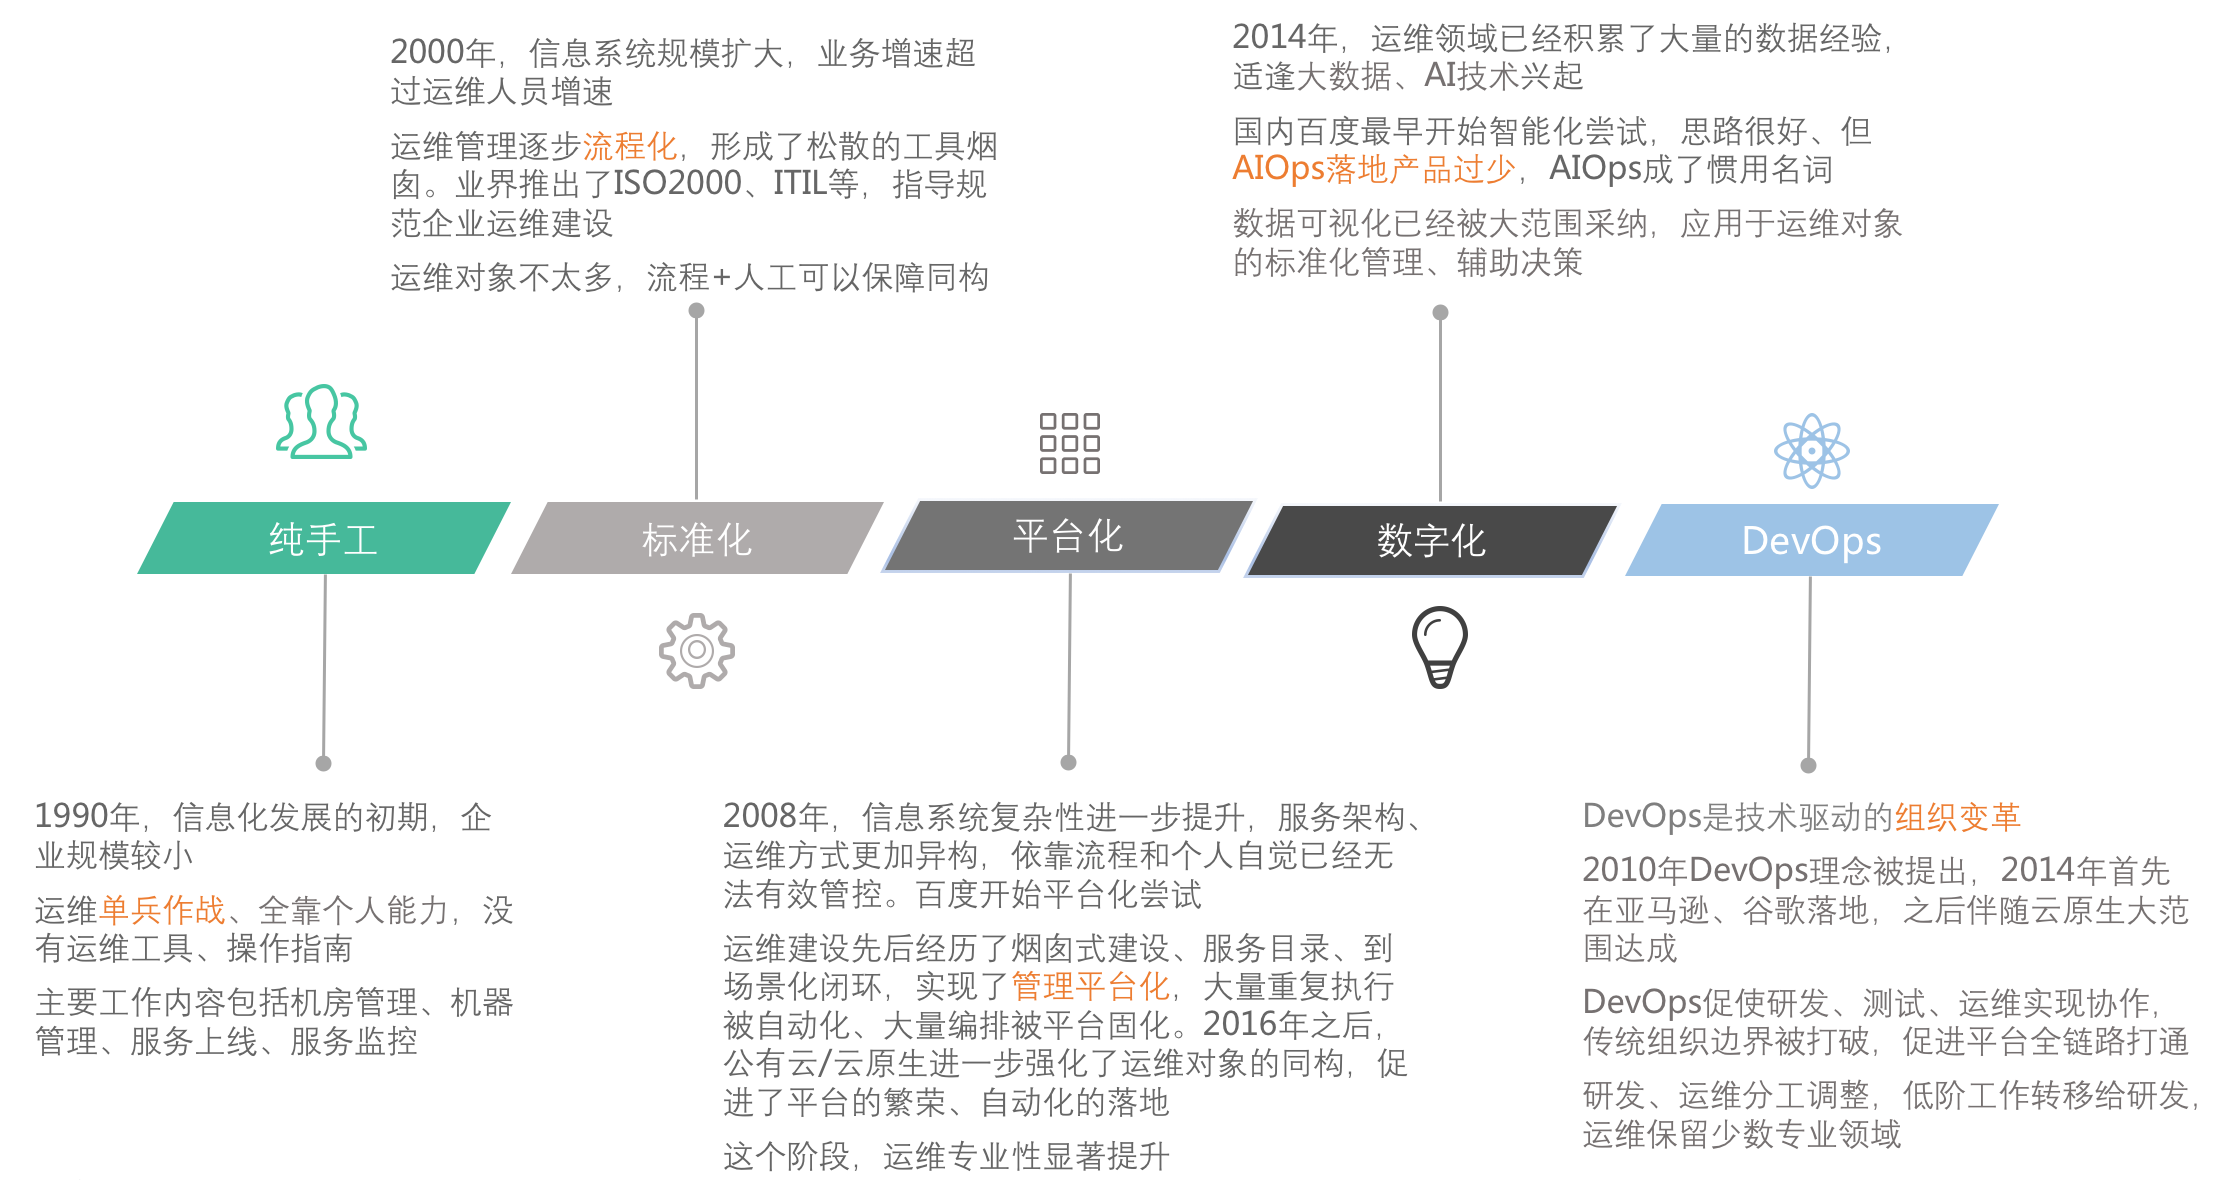 2000年，信息系统规模扩大，业务增速超
过运维人员增速
运维管理逐步流程化，形成了松散的工具烟
囱。业界推出了ISO2000、ITIL等，指导规
范企业运维建设
运维对象不太多，流程+人工可以保障同构
2014年，运维领域已经积累了大量的数据经验，
适逢大数据、AI技术兴起
国内百度最早开始智能化尝试，思路很好、但
AIOps落地产品过少，AIOps成了惯用名词
数据可视化已经被大范围采纳，应用于运维对象
的标准化管理、辅助决策
纯手工
标准化
平台化
数字化
DevOps
1990年，信息化发展的初期，企
业规模较小
运维单兵作战、全靠个人能力，没
有运维工具、操作指南
主要工作内容包括机房管理、机器
管理、服务上线、服务监控
2008年，信息系统复杂性进一步提升，服务架构、
运维方式更加异构，依靠流程和个人自觉已经无
法有效管控。百度开始平台化尝试
运维建设先后经历了烟囱式建设、服务目录、到
场景化闭环，实现了管理平台化，大量重复执行
被自动化、大量编排被平台固化。2016年之后，
公有云/云原生进一步强化了运维对象的同构，促
进了平台的繁荣、自动化的落地
这个阶段，运维专业性显著提升
DevOps是技术驱动的组织变革
2010年DevOps理念被提出，2014年首先
在亚马逊、谷歌落地，之后伴随云原生大范
围达成
DevOps促使研发、测试、运维实现协作，
传统组织边界被打破，促进平台全链路打通
研发、运维分工调整，低阶工作转移给研发，
运维保留少数专业领域